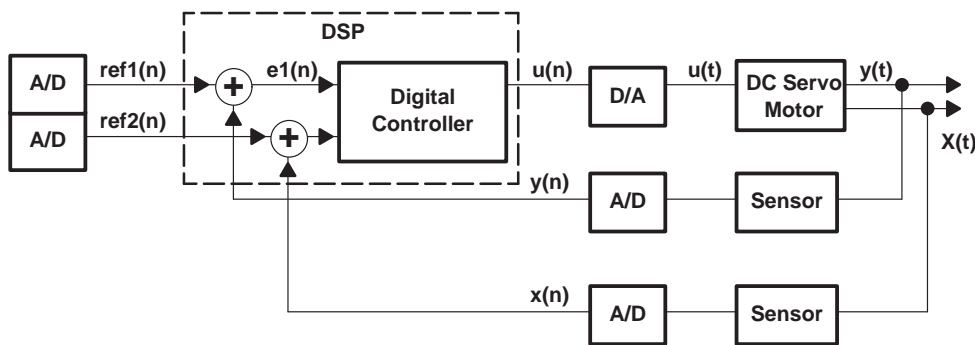 DSP
A/D
ref1(n)
+
e1(n)
Digital
Controller
u(n)
D/A
u(t)
DC Servo
Motor
y(t)
A/D
ref2(n)
+
X(t)
y(n)
A/D
Sensor
x(n)
A/D
Sensor